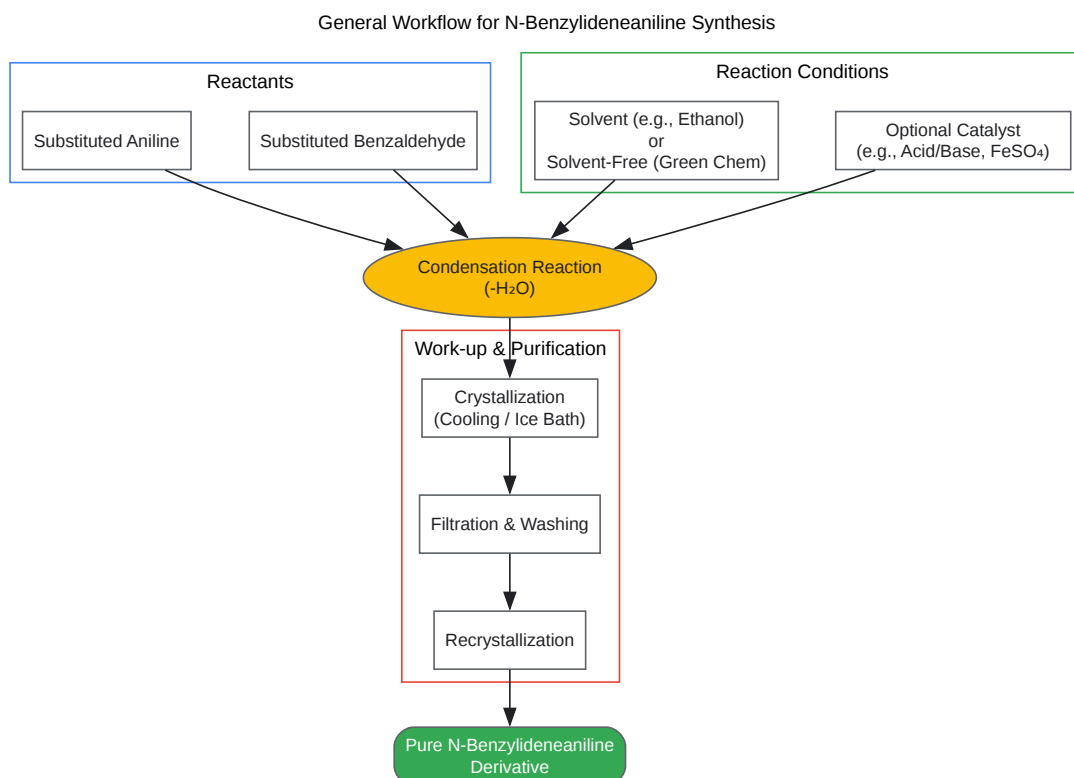 General Workflow for N-Benzylideneaniline Synthesis
Reactants
Substituted Aniline
Substituted Benzaldehyde
Reaction Conditions
Solvent (e.g., Ethanol)
or
Solvent-Free (Green Chem)
Optional Catalyst
(e.g., Acid/Base, FeSO₄)
Condensation Reaction
(-H₂O)
Work-up & Purification
Crystallization
(Cooling / Ice Bath)
Filtration & Washing
Recrystallization
Pure N-Benzylideneaniline
Derivative